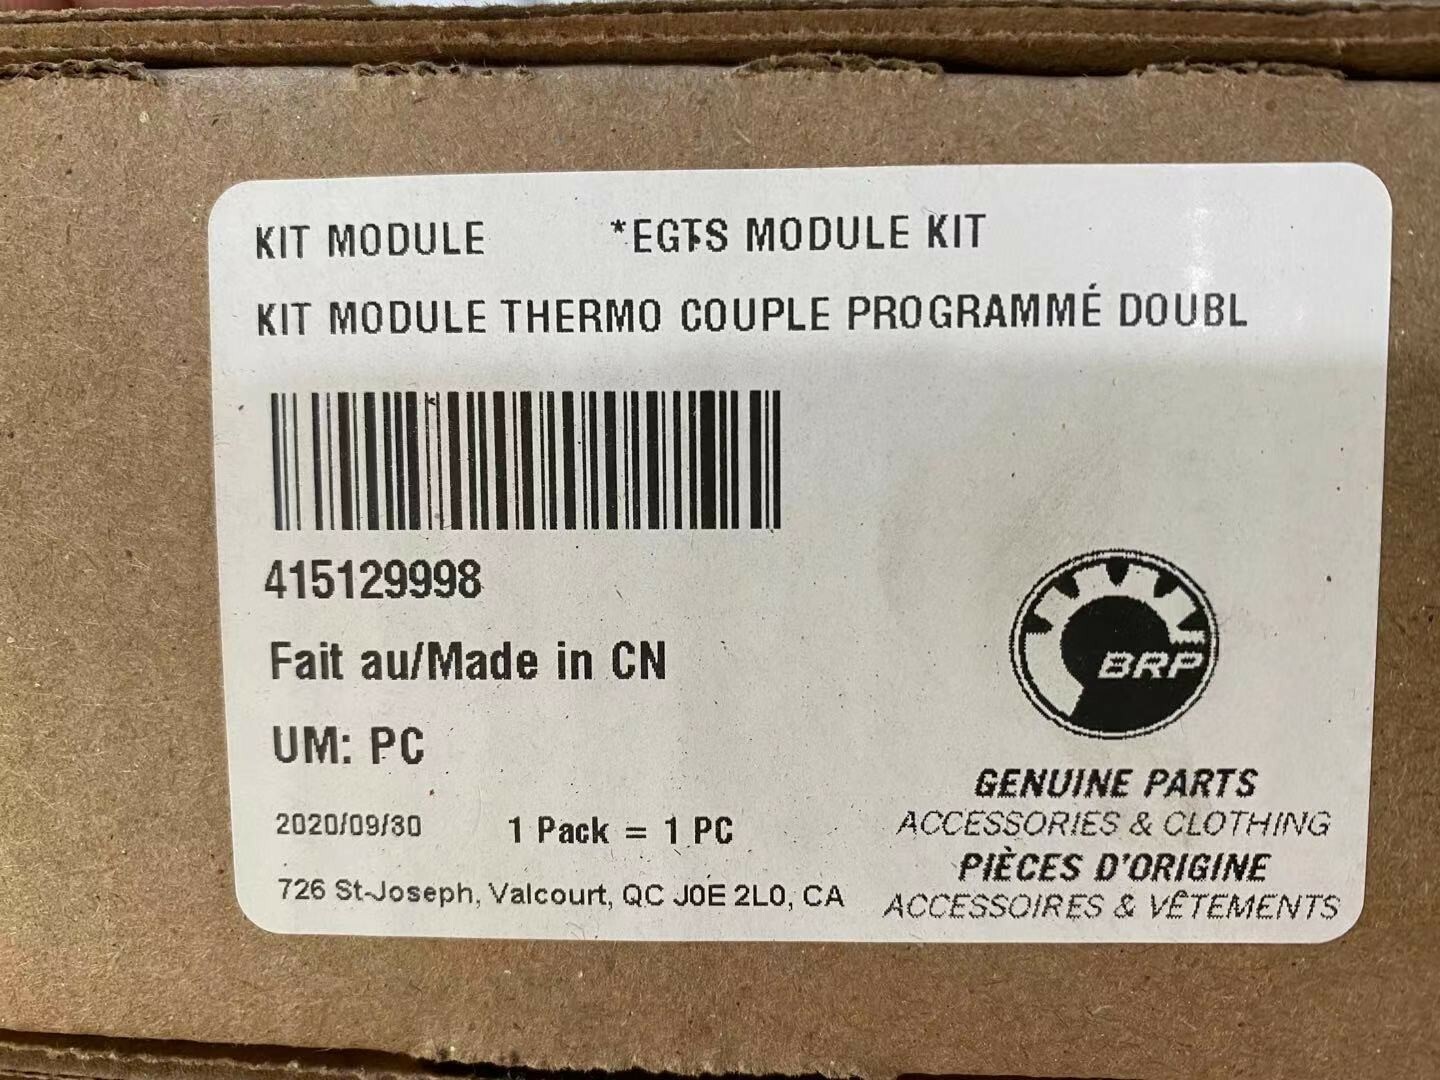 KIT MODULE *EGTS MODULE KIT
KIT MODULE THERMO COUPLE PROGRAMMÉ DOUBL
415129998
Fait au/Made in CN
UM: PC
2020/09/30 1 Pack = 1 PC
726 St-Joseph, Valcourt, QC J0E 2L0, CA
BRP
GENUINE PARTS
ACCESSORIES & CLOTHING
PIÈCES D'ORIGINE
ACCESSOIRES & VÊTEMENTS